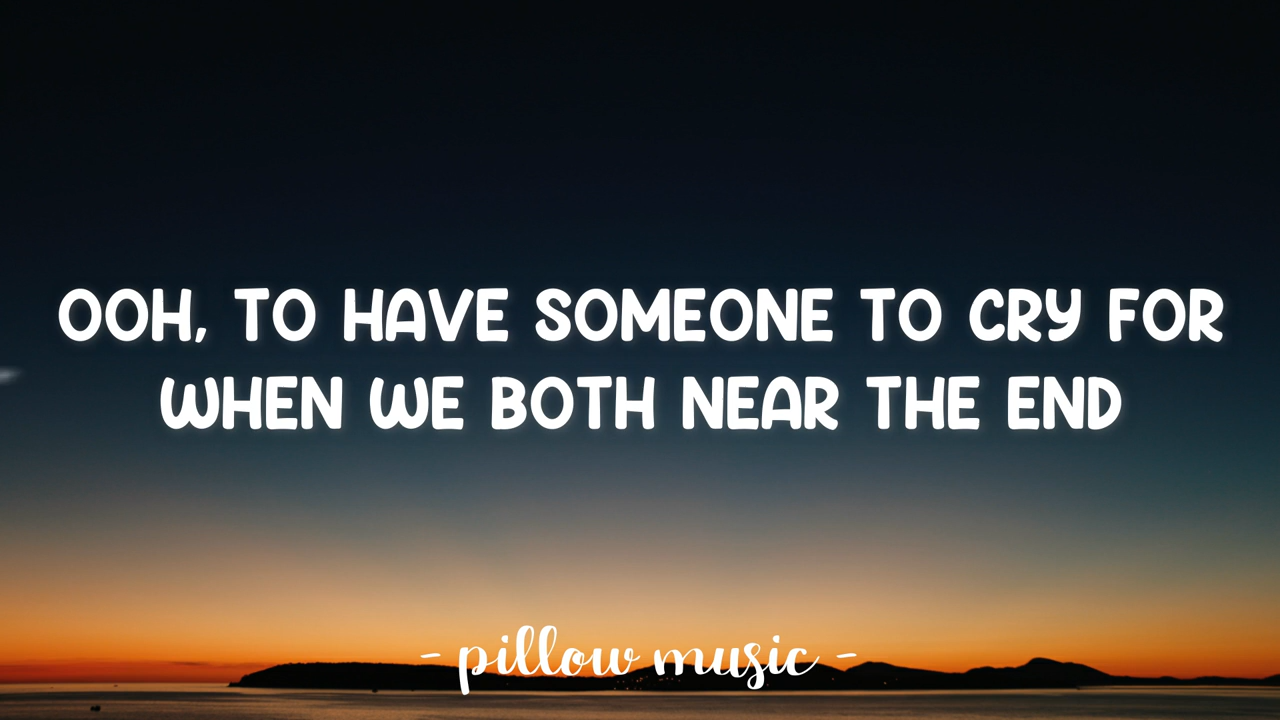 OOH, TO HAVE SOMEONE TO CRY FOR
WHEN WE BOTH NEAR THE END
- pillow music -